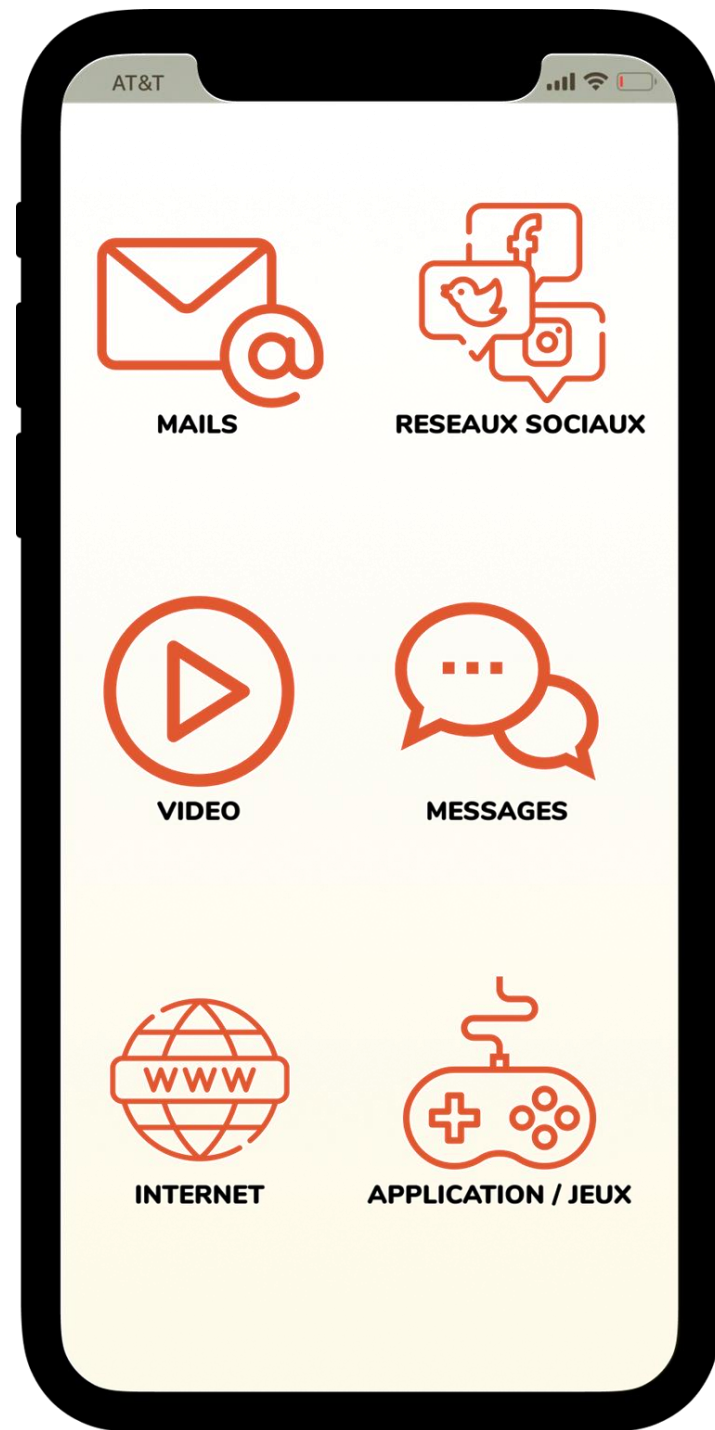 AT&T
MAILS
RESEAUX SOCIAUX
VIDEO
MESSAGES
WWW
INTERNET
APPLICATION / JEUX